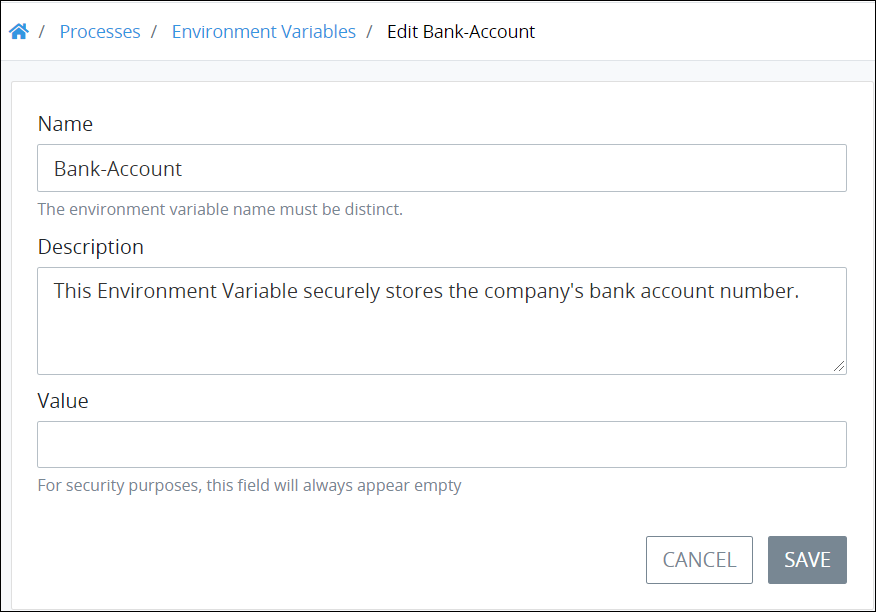 / Processes / Environment Variables / Edit Bank-Account
Name
Bank-Account
The environment variable name must be distinct.
Description
This Environment Variable securely stores the company's bank account number.
Value
For security purposes, this field will always appear empty
CANCEL SAVE